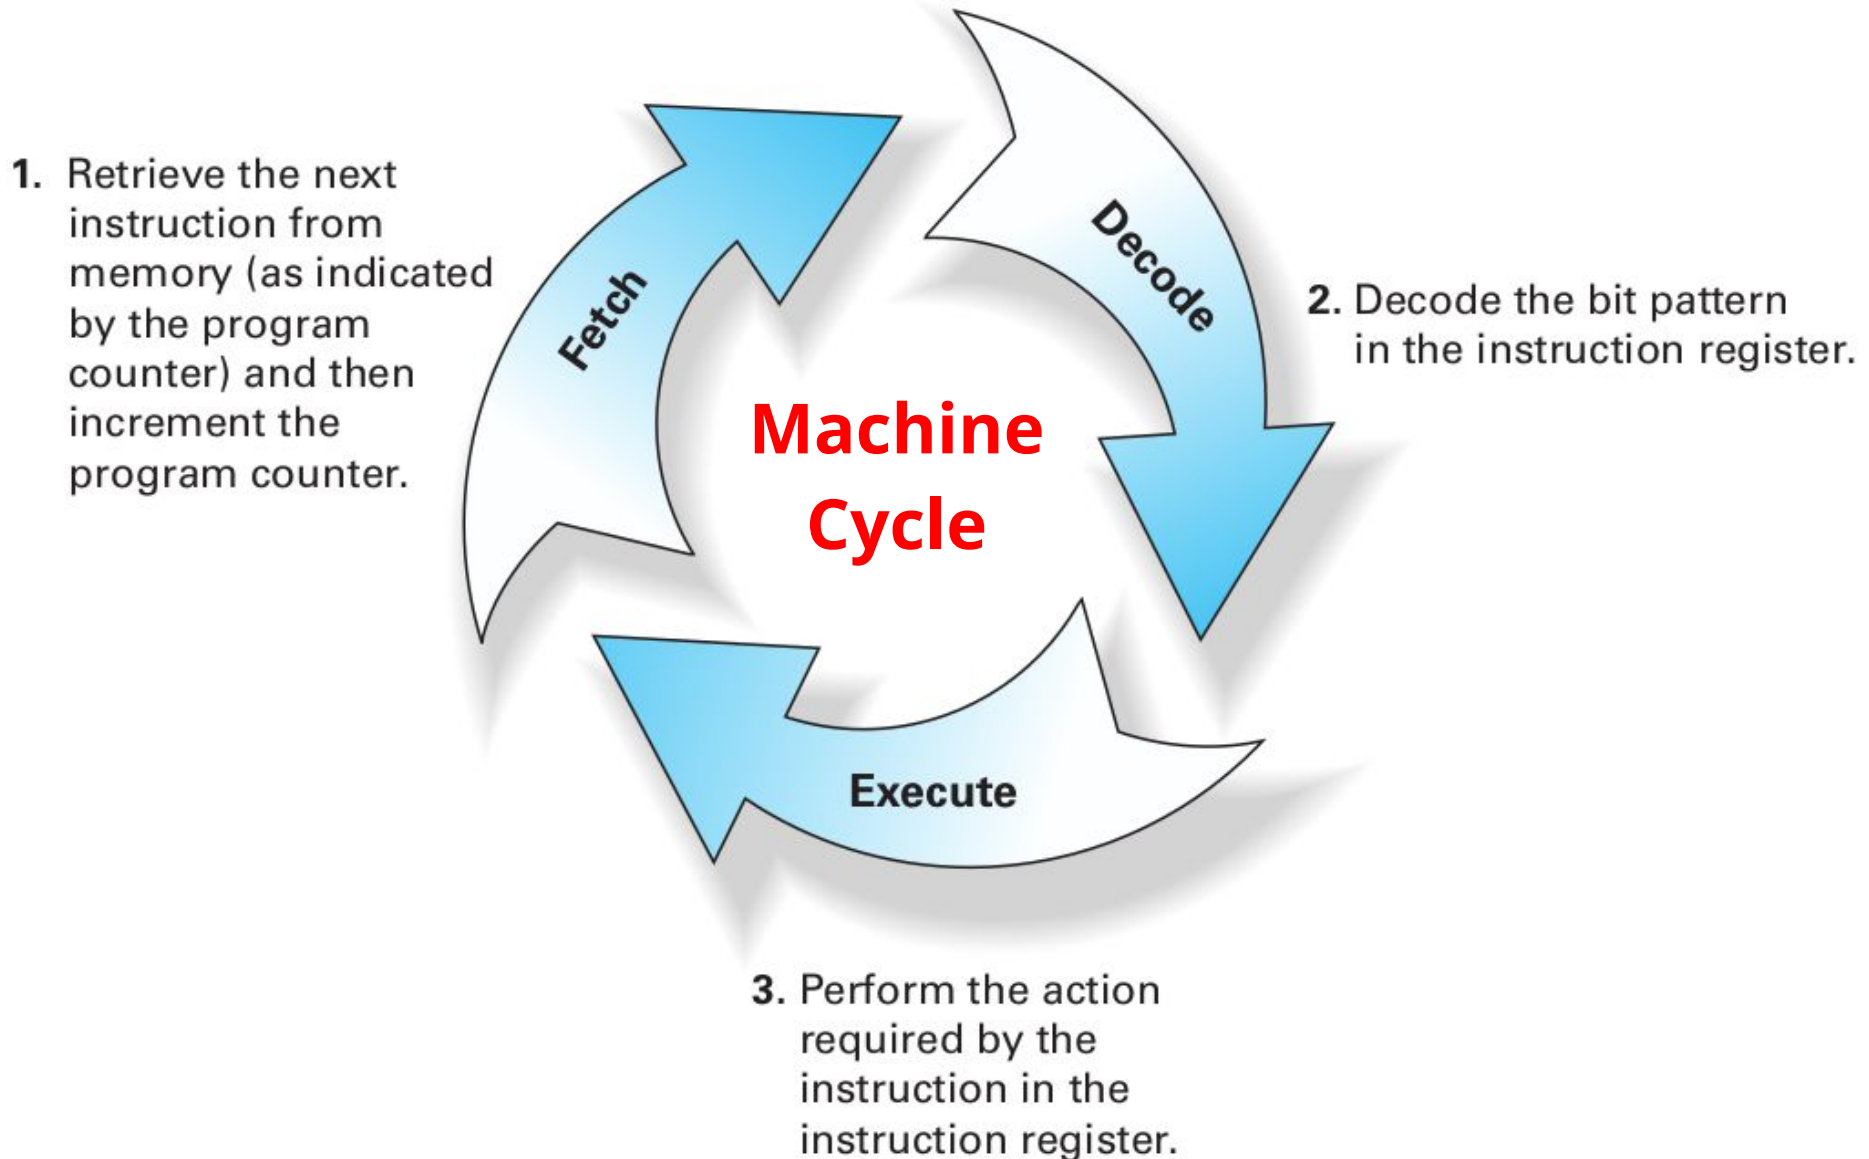 1. Retrieve the next
instruction from
memory (as indicated
by the program
counter) and then
increment the
program counter.
Fetch
Decode
2. Decode the bit pattern
in the instruction register.
Machine
Cycle
Execute
3. Perform the action
required by the
instruction in the
instruction register.